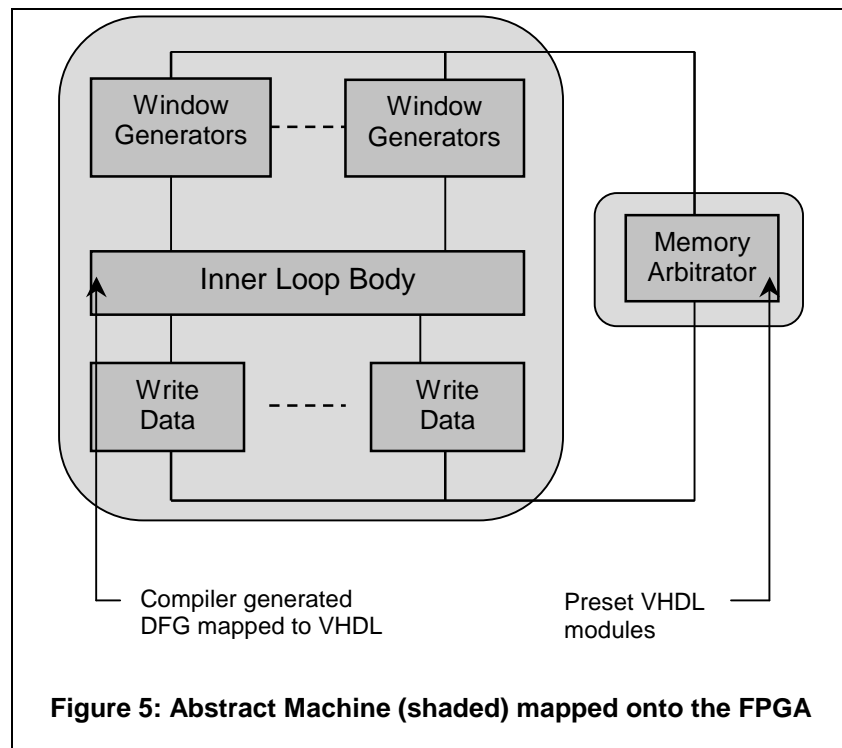 Window
Generators
Window
Generators
Memory
Arbitrator
Inner Loop Body
Write
Data
Write
Data
Compiler generated
DFG mapped to VHDL
Preset VHDL
modules
Figure 5: Abstract Machine (shaded) mapped onto the FPGA